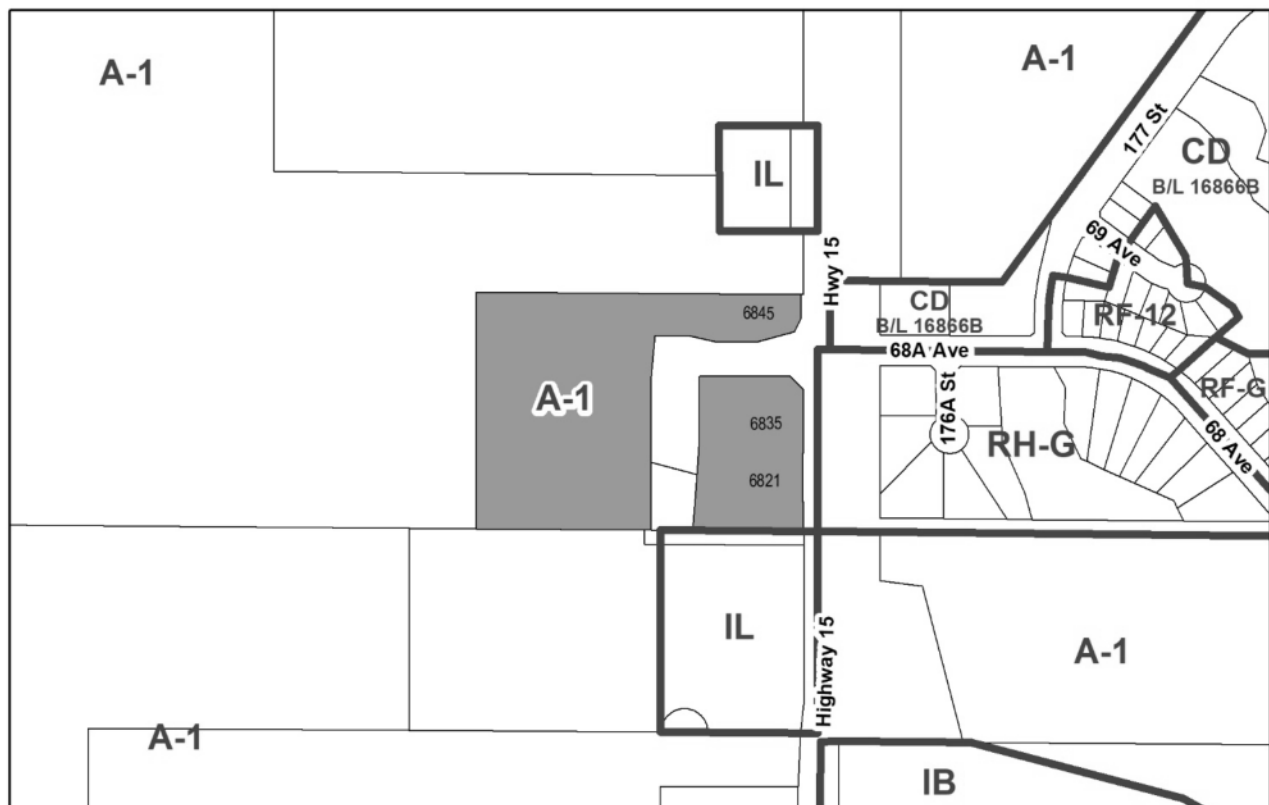 A-1
A-1
177 St
IL
CD
B/L 16866B
69 Ave
Hwy 15
CD
B/L 16866B
6845
RF-12
68A Ave
A-1
176A St
RF-G
6835
RH-G
68 Ave
6821
IL
Highway 15
A-1
A-1
IB